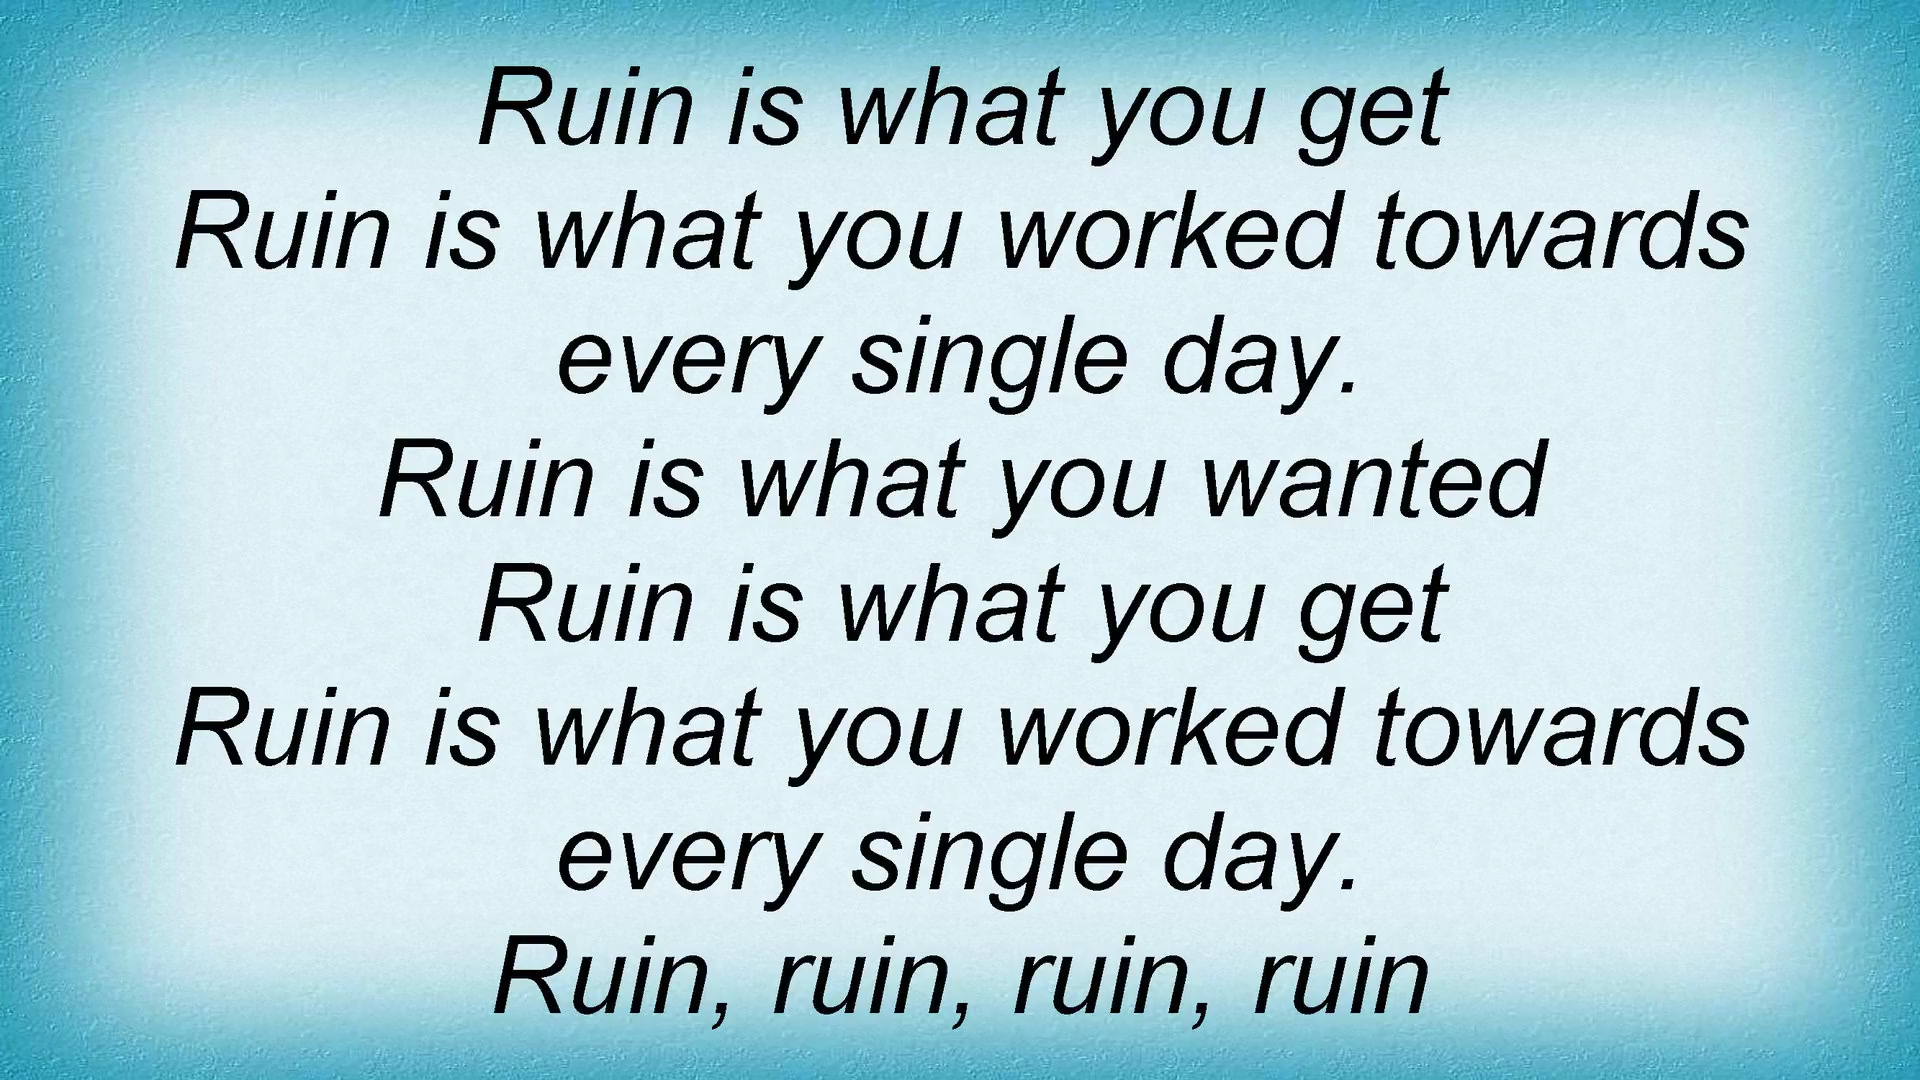 Ruin is what you get
Ruin is what you worked towards
every single day.
Ruin is what you wanted
Ruin is what you get
Ruin is what you worked towards
every single day.
Ruin, ruin, ruin, ruin